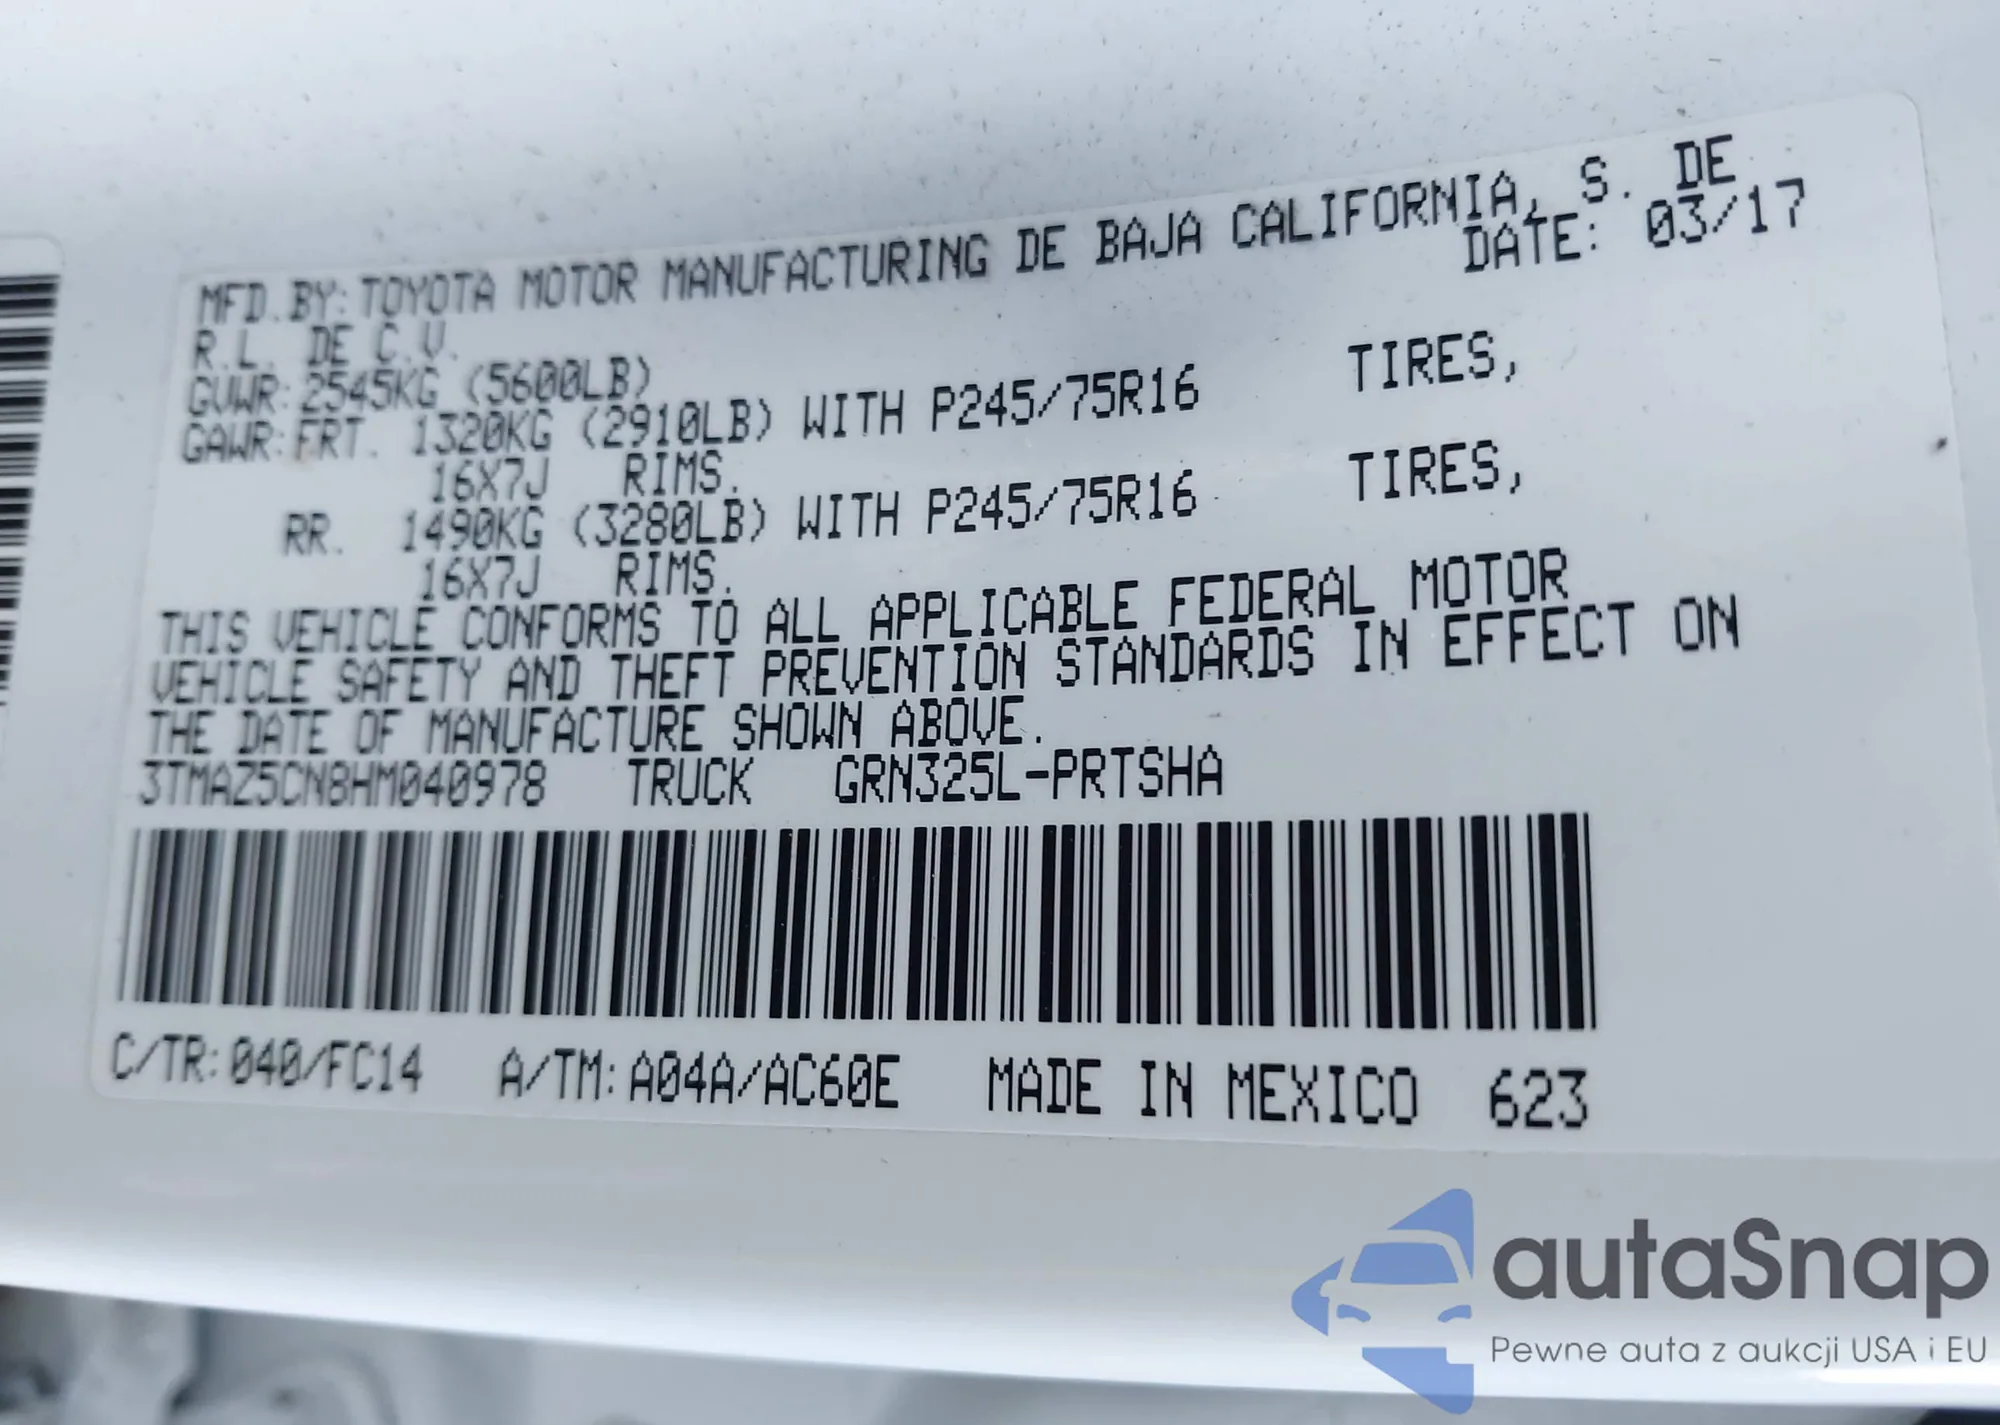 MFD.BY:TOYOTA MOTOR MANUFACTURING DE BAJA CALIFORNIA, S. DE
R.L. DE C.V. DATE: 03/17
GVWR:2545KG (5600LB)
GAWR:FRT. 1320KG (2910LB) WITH P245/75R16 TIRES,
16X7J RIMS.
RR. 1490KG (3280LB) WITH P245/75R16 TIRES,
16X7J RIMS.
THIS VEHICLE CONFORMS TO ALL APPLICABLE FEDERAL MOTOR
VEHICLE SAFETY AND THEFT PREVENTION STANDARDS IN EFFECT ON
THE DATE OF MANUFACTURE SHOWN ABOVE.
3TMAZ5CN8HM040978 TRUCK GRN325L-PRTSHA
C/TR:040/FC14 A/TM:A04A/AC60E MADE IN MEXICO 623
autaSnap
Pewne auta z aukcji USA i EU